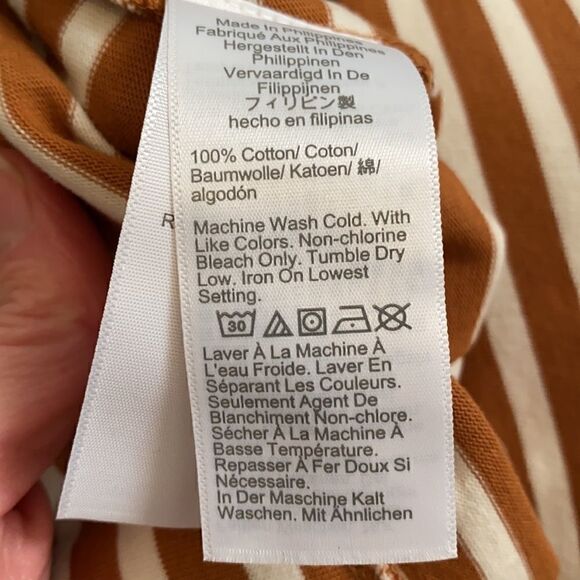 Made In Philippines
Fabriqué Aux Philippines
Hergestellt In Den
Philippinen
Vervaardigd In De
Filippijnen
フィリピン製
hecho en filipinas
100% Cotton/ Coton/
Baumwolle/ Katoen/ 綿/
algodón
R
Machine Wash Cold. With
Like Colors. Non-chlorine
Bleach Only. Tumble Dry
Low. Iron On Lowest
Setting.
30
Laver À La Machine À
L'eau Froide. Laver En
Séparant Les Couleurs.
Seulement Agent De
Blanchiment Non-chlore.
Sécher À La Machine À
Basse Température.
Repasser À Fer Doux Si
Nécessaire.
In Der Maschine Kalt
Waschen. Mit Ähnlichen